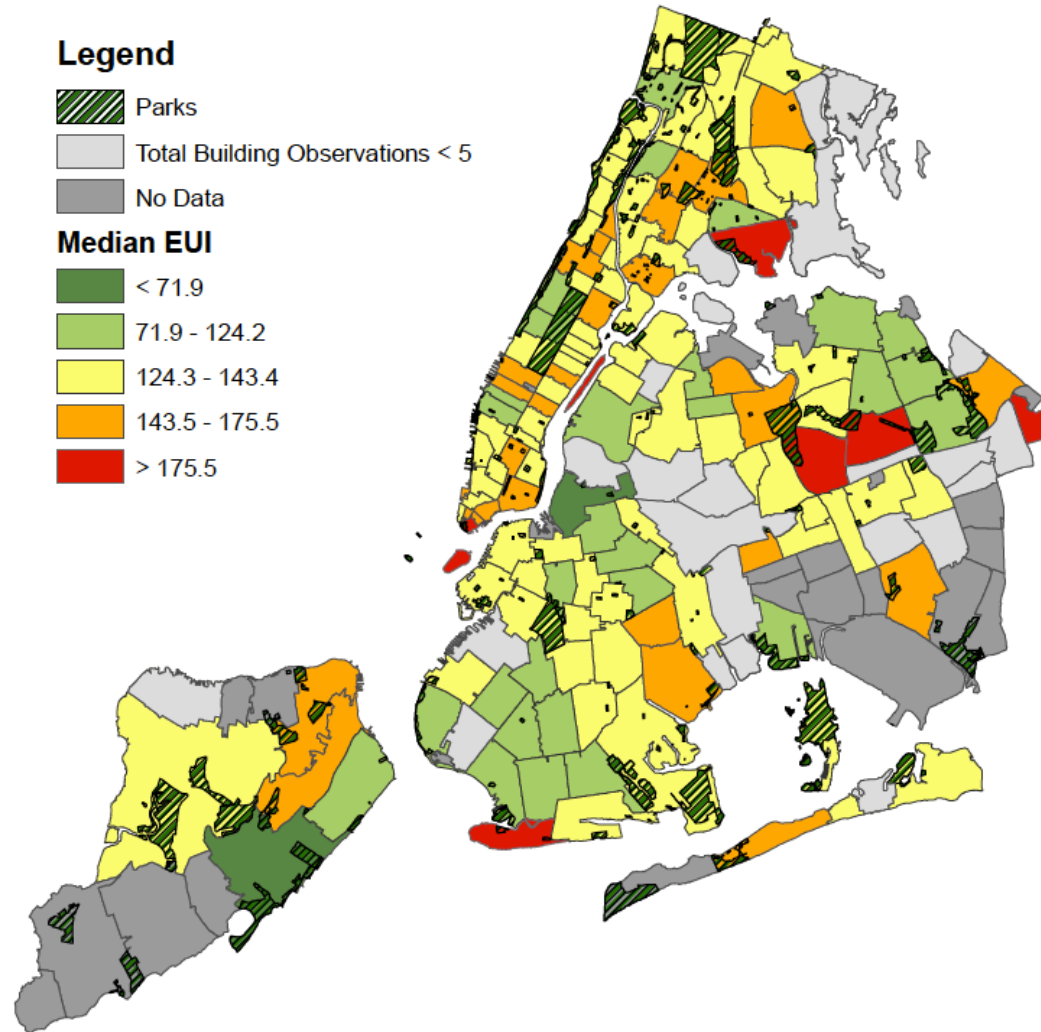 Legend
Parks
Total Building Observations < 5
No Data
Median EUI
< 71.9
71.9 - 124.2
124.3 - 143.4
143.5 - 175.5
> 175.5